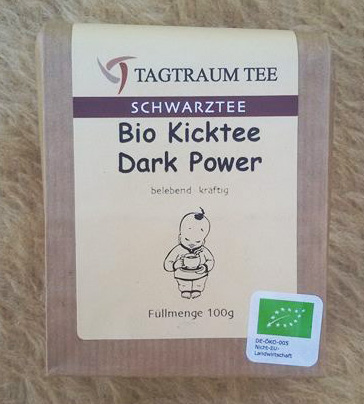 TAGTRAUM TEE
SCHWARZTEE
Bio Kicktee
Dark Power
belebend · kräftig
Füllmenge 100g
DE-ÖKO-005
Nicht-EU-
Landwirtschaft